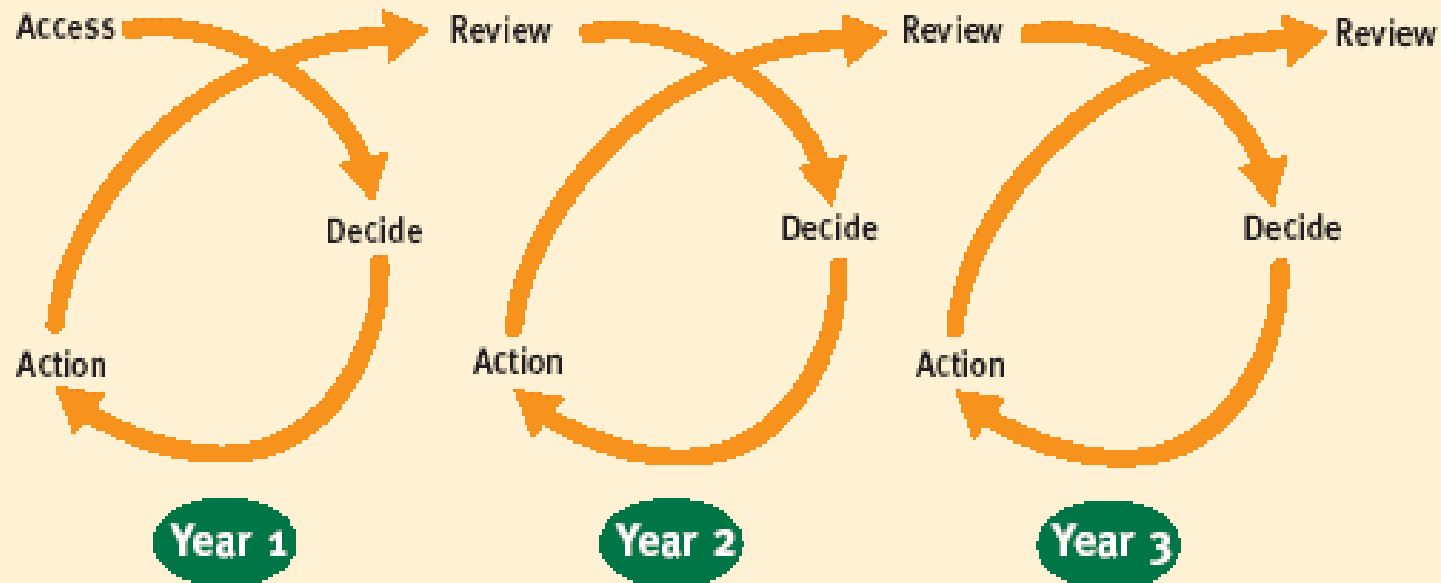 Access
Review
Review
Review
Decide
Decide
Decide
Action
Action
Action
Year 1
Year 2
Year 3